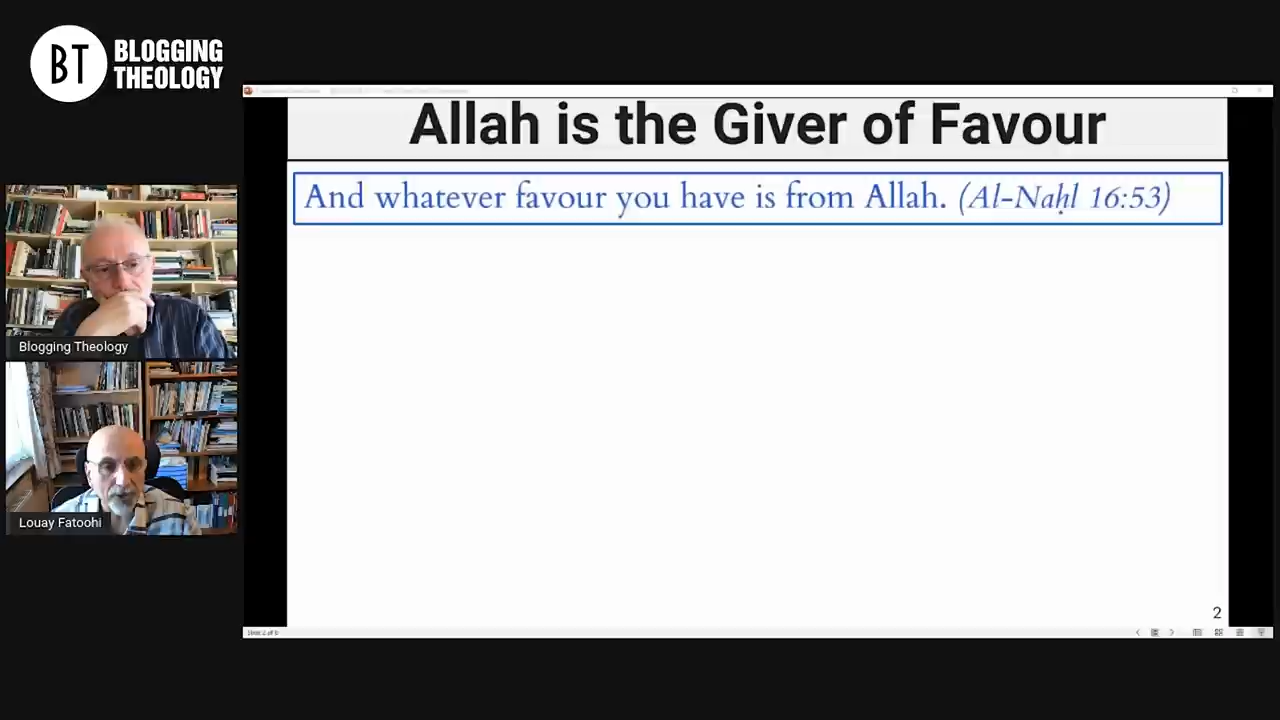 BT BLOGGING
THEOLOGY
Allah is the Giver of Favour
And whatever favour you have is from Allah. (Al-Naḥl 16:53)
Blogging Theology
Louay Fatoohi
2